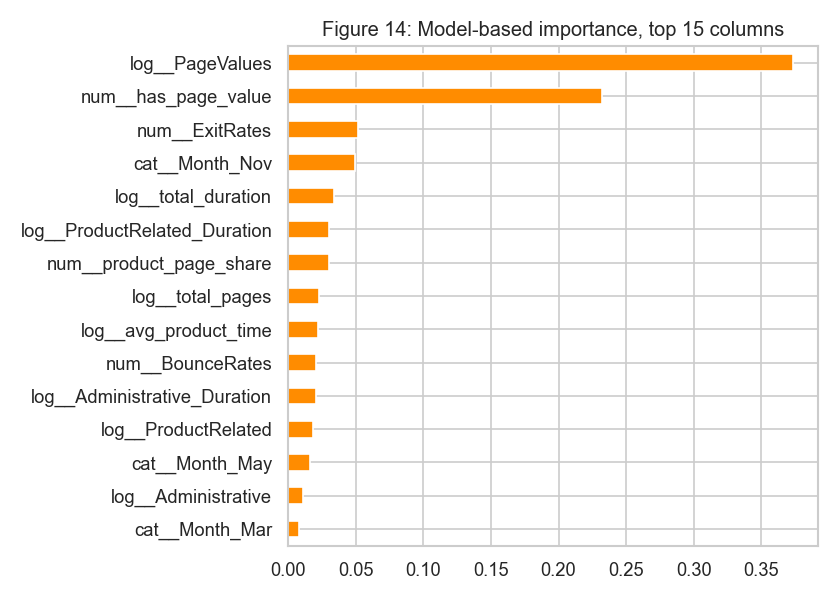 Figure 14: Model-based importance, top 15 columns
log__PageValues
num__has_page_value
num__ExitRates
cat__Month_Nov
log__total_duration
log__ProductRelated_Duration
num__product_page_share
log__total_pages
log__avg_product_time
num__BounceRates
log__Administrative_Duration
log__ProductRelated
cat__Month_May
log__Administrative
cat__Month_Mar
0.00 0.05 0.10 0.15 0.20 0.25 0.30 0.35